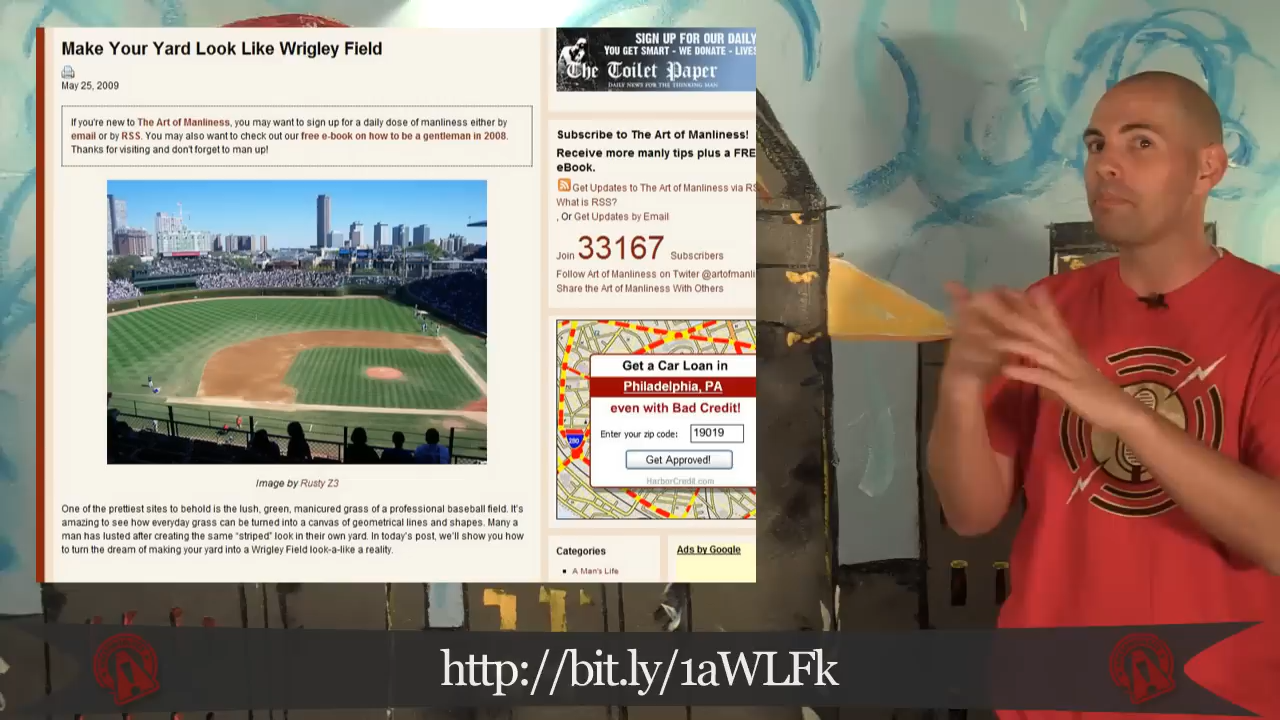 Make Your Yard Look Like Wrigley Field
May 25, 2009
If you're new to The Art of Manliness, you may want to sign up for a daily dose of manliness either by
email or by RSS. You may also want to check out our free e-book on how to be a gentleman in 2008.
Thanks for visiting and don't forget to man up!
Image by Rusty Z3
One of the prettiest sites to behold is the lush, green, manicured grass of a professional baseball field. It's
amazing to see how everyday grass can be turned into a canvas of geometrical lines and shapes. Many a
man has lusted after creating the same "striped" look in their own yard. In today's post, we'll show you how
to turn the dream of making your yard into a Wrigley Field look-a-like a reality.
SIGN UP FOR OUR DAILY
YOU GET SMART - WE DONATE - LIVES
The Toilet Paper
DAILY NEWS FOR THE THINKING MAN
Subscribe to The Art of Manliness!
Receive more manly tips plus a FRE
eBook.
Get Updates to The Art of Manliness via RS
What is RSS?
, Or Get Updates by Email
Join 33167 Subscribers
Follow Art of Manliness on Twiter @artofmanli
Share the Art of Manliness With Others
Get a Car Loan in
Philadelphia, PA
even with Bad Credit!
Enter your zip code: 19019
Get Approved!
HarborCredit.com
280
Categories
A Man's Life
Ads by Google
http://bit.ly/1aWLFk